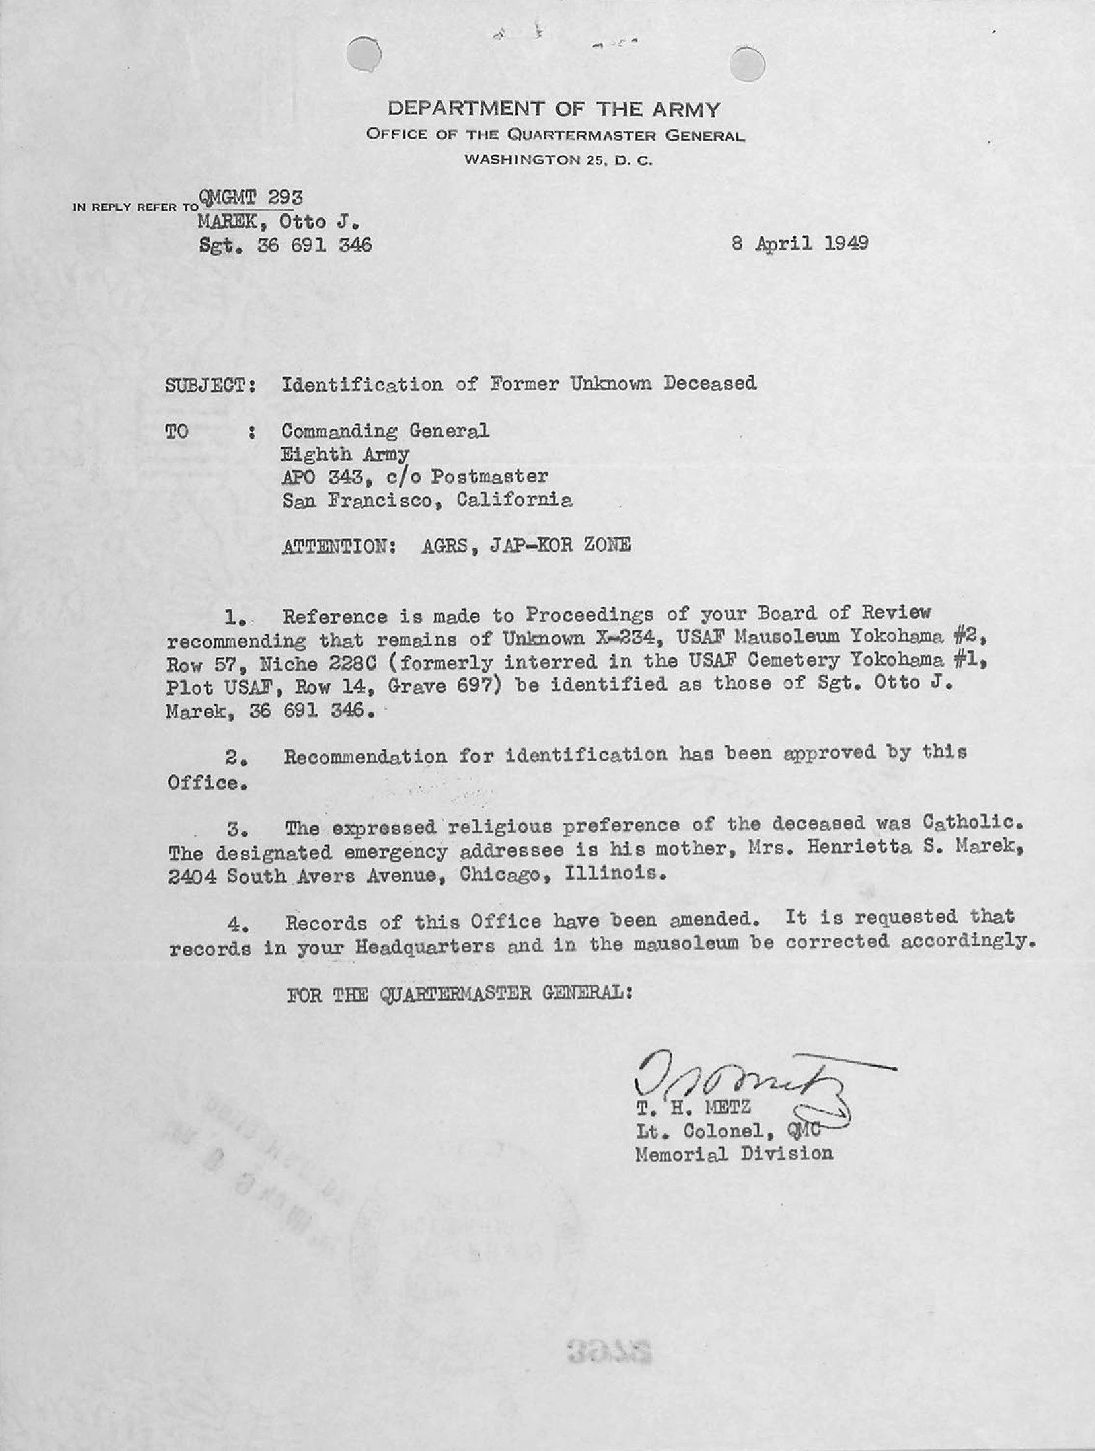 DEPARTMENT OF THE ARMY
OFFICE OF THE QUARTERMASTER GENERAL
WASHINGTON 25, D. C.
IN REPLY REFER TO QMGMT 293
MAREK, Otto J.
Sgt. 36 691 346
8 April 1949
SUBJECT: Identification of Former Unknown Deceased
TO : Commanding General
Eighth Army
APO 343, c/o Postmaster
San Francisco, California
ATTENTION: AGRS, JAP-KOR ZONE
1. Reference is made to Proceedings of your Board of Review
recommending that remains of Unknown X-234, USAF Mausoleum Yokohama #2,
Row 57, Niche 228C (formerly interred in the USAF Cemetery Yokohama #1,
Plot USAF, Row 14, Grave 697) be identified as those of Sgt. Otto J.
Marek, 36 691 346.
2. Recommendation for identification has been approved by this
Office.
3. The expressed religious preference of the deceased was Catholic.
The designated emergency addressee is his mother, Mrs. Henrietta S. Marek,
2404 South Avers Avenue, Chicago, Illinois.
4. Records of this Office have been amended. It is requested that
records in your Headquarters and in the mausoleum be corrected accordingly.
FOR THE QUARTERMASTER GENERAL:
T. H. METZ
Lt. Colonel, QMC
Memorial Division